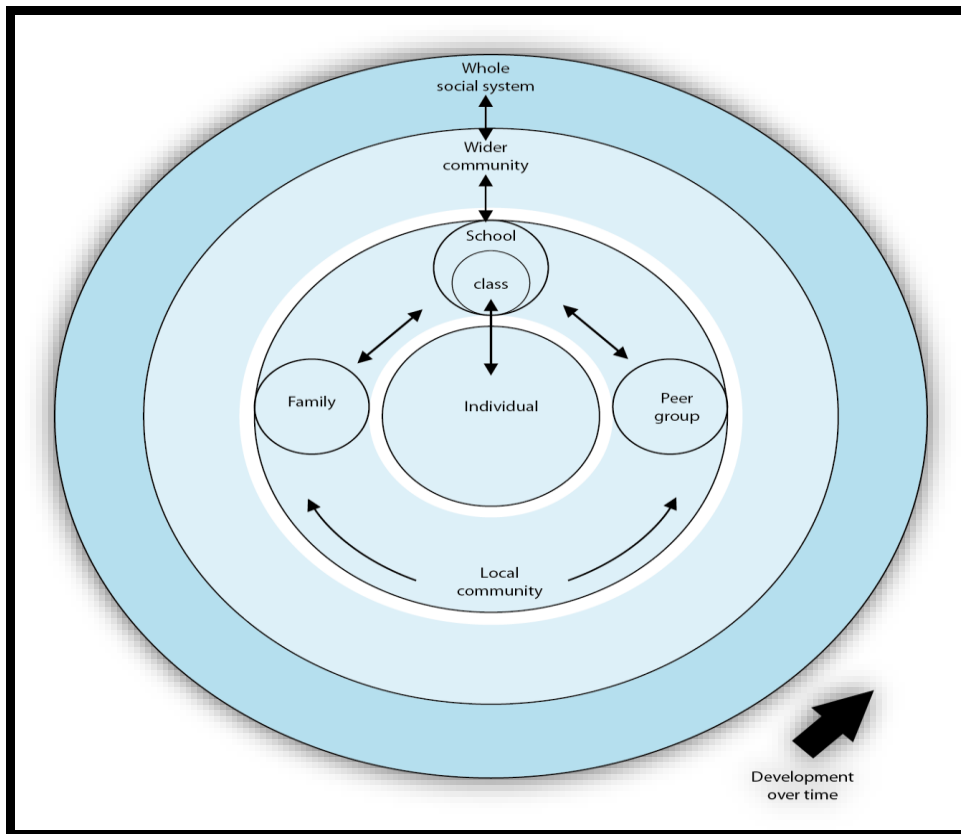 Whole
social system
Wider
community
School
class
Family
Individual
Peer
group
Local
community
Development
over time